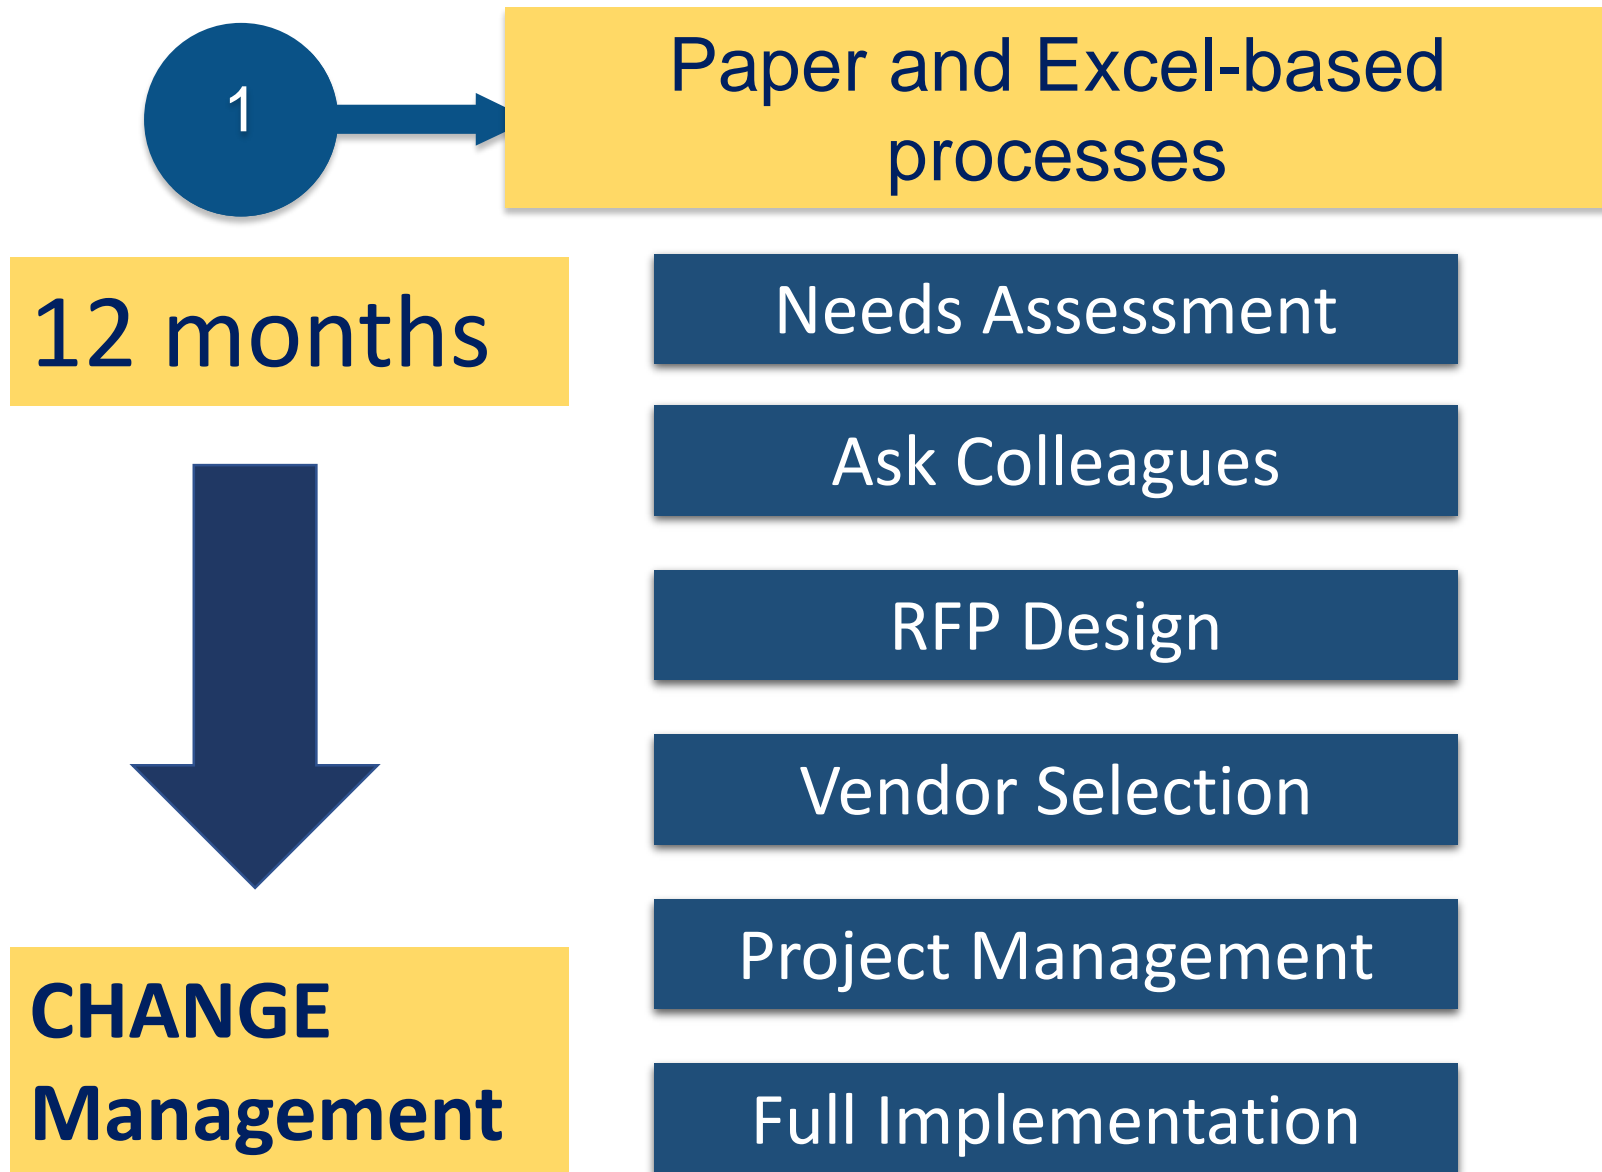 1
Paper and Excel-based
processes
12 months
CHANGE
Management
Needs Assessment
Ask Colleagues
RFP Design
Vendor Selection
Project Management
Full Implementation